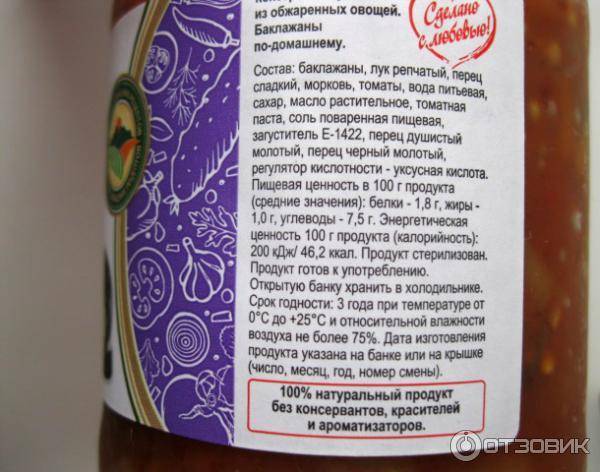 из обжаренных овощей.
Баклажаны
по-домашнему.
Сделано
с любовью!
Состав: баклажаны, лук репчатый, перец
сладкий, морковь, томаты, вода питьевая,
сахар, масло растительное, томатная
паста, соль поваренная пищевая,
загуститель Е-1422, перец душистый
молотый, перец черный молотый,
регулятор кислотности - уксусная кислота.
Пищевая ценность в 100 г продукта
(средние значения): белки - 1,8 г, жиры -
1,0 г, углеводы - 7,5 г. Энергетическая
ценность 100 г продукта (калорийность):
200 кДж/ 46,2 ккал. Продукт стерилизован.
Продукт готов к употреблению.
Открытую банку хранить в холодильнике.
Срок годности: 3 года при температуре от
0°С до +25°С и относительной влажности
воздуха не более 75%. Дата изготовления
продукта указана на банке или на крышке
(число, месяц, год, номер смены).
100% натуральный продукт
без консервантов, красителей
и ароматизаторов.
ОТЗОВИК